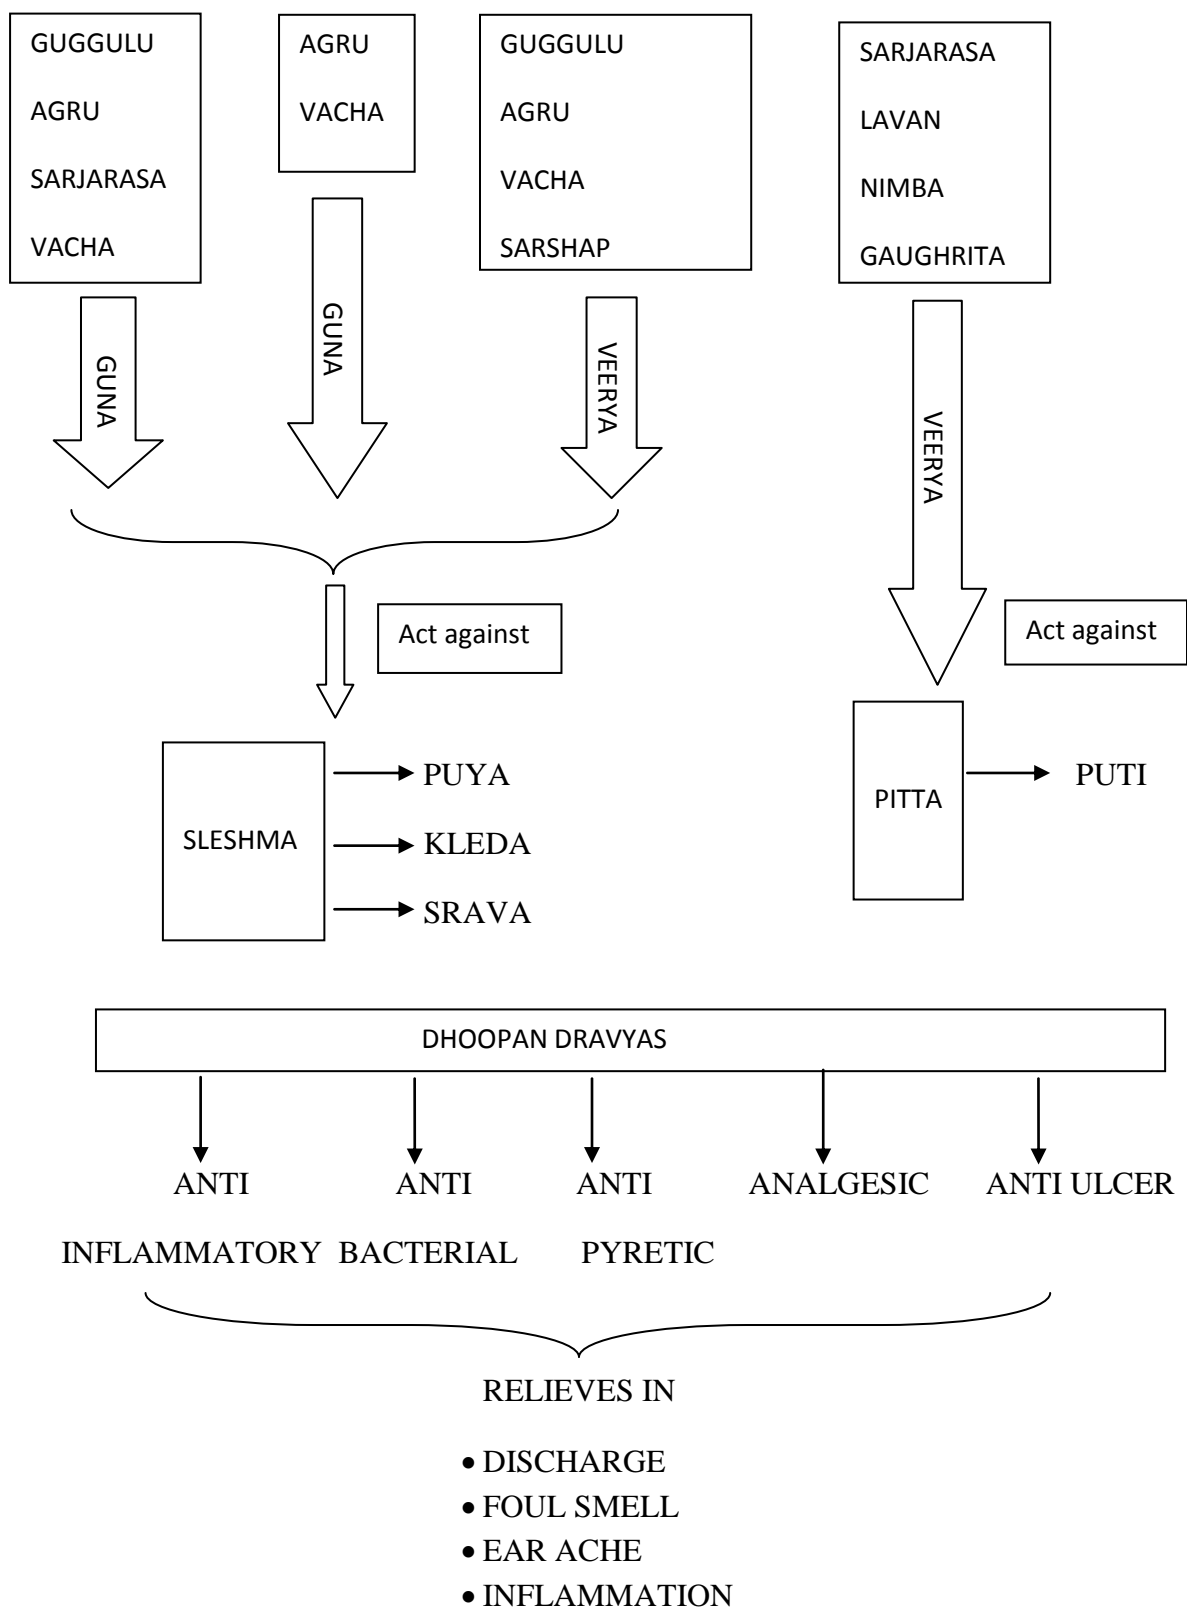 GUGGULU
AGRU
SARJARASA
VACHA
AGRU
VACHA
GUGGULU
AGRU
VACHA
SARSHAP
SARJARASA
LAVAN
NIMBA
GAUGHRITA
GUNA
GUNA
VEERYA
VEERYA
Act against
Act against
SLESHMA
PUYA
KLEDA
SRAVA
PITTA
PUTI
DHOOPAN DRAVYAS
ANTI
INFLAMMATORY
ANTI
BACTERIAL
ANTI
PYRETIC
ANALGESIC
ANTI ULCER
RELIEVES IN
• DISCHARGE
• FOUL SMELL
• EAR ACHE
• INFLAMMATION